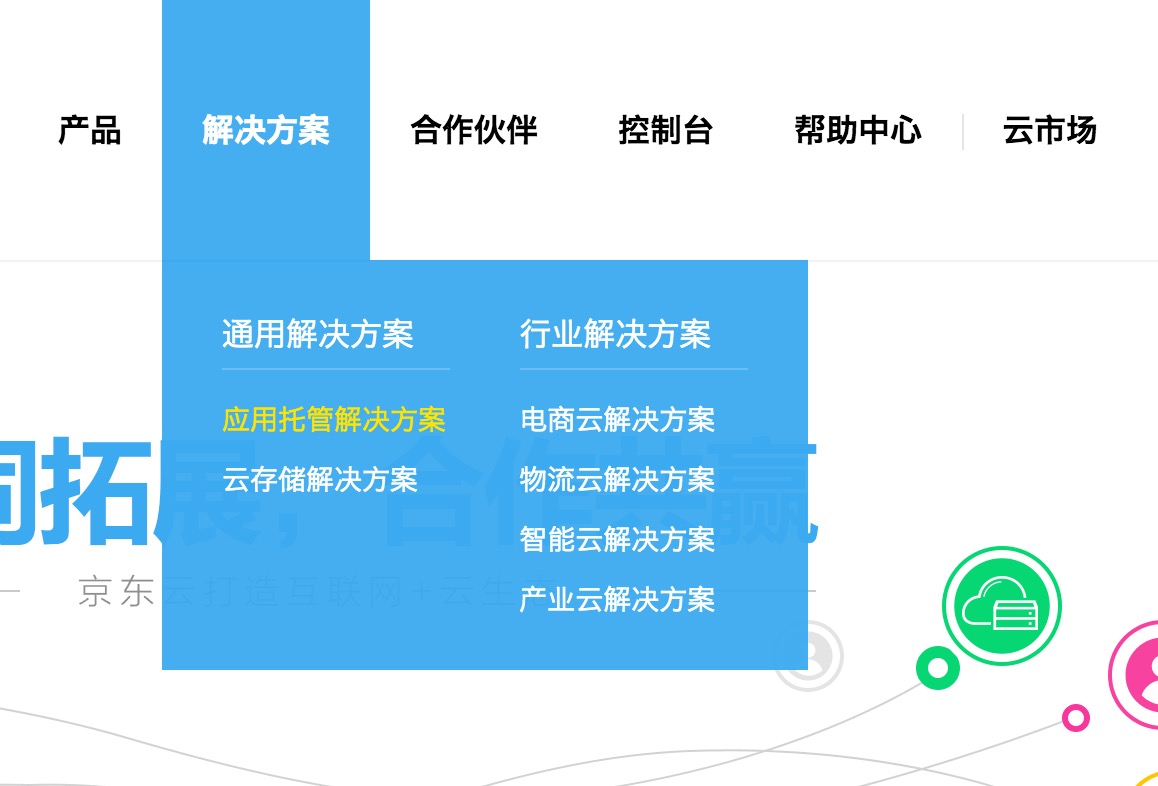 产品 解决方案 合作伙伴 控制台 帮助中心 云市场
通用解决方案 行业解决方案
应用托管解决方案 电商云解决方案
拓展，合作共赢
云存储解决方案 物流云解决方案
智能云解决方案
京东云打造互联网+云生
产业云解决方案